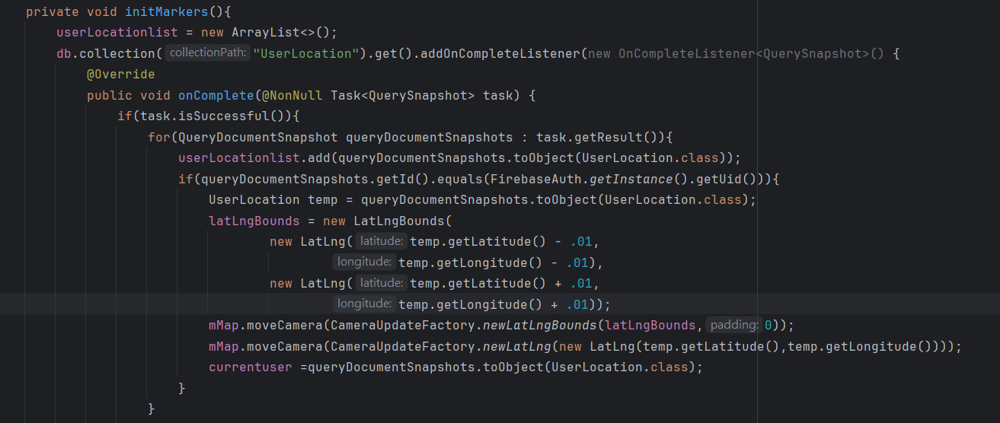 private void initMarkers(){
userLocationlist = new ArrayList<>();
db.collection( collectionPath: "UserLocation").get().addOnCompleteListener(new OnCompleteListener<QuerySnapshot>() {
@Override
public void onComplete(@NonNull Task<QuerySnapshot> task) {
if(task.isSuccessful()){
for(QueryDocumentSnapshot queryDocumentSnapshots : task.getResult()){
userLocationlist.add(queryDocumentSnapshots.toObject(UserLocation.class));
if(queryDocumentSnapshots.getId().equals(FirebaseAuth.getInstance().getUid())){
UserLocation temp = queryDocumentSnapshots.toObject(UserLocation.class);
latLngBounds = new LatLngBounds(
new LatLng( latitude: temp.getLatitude() - .01,
longitude: temp.getLongitude() - .01),
new LatLng( latitude: temp.getLatitude() + .01,
longitude: temp.getLongitude() + .01));
mMap.moveCamera(CameraUpdateFactory.newLatLngBounds(latLngBounds, padding: 0));
mMap.moveCamera(CameraUpdateFactory.newLatLng(new LatLng(temp.getLatitude(),temp.getLongitude())));
currentuser =queryDocumentSnapshots.toObject(UserLocation.class);
}
}